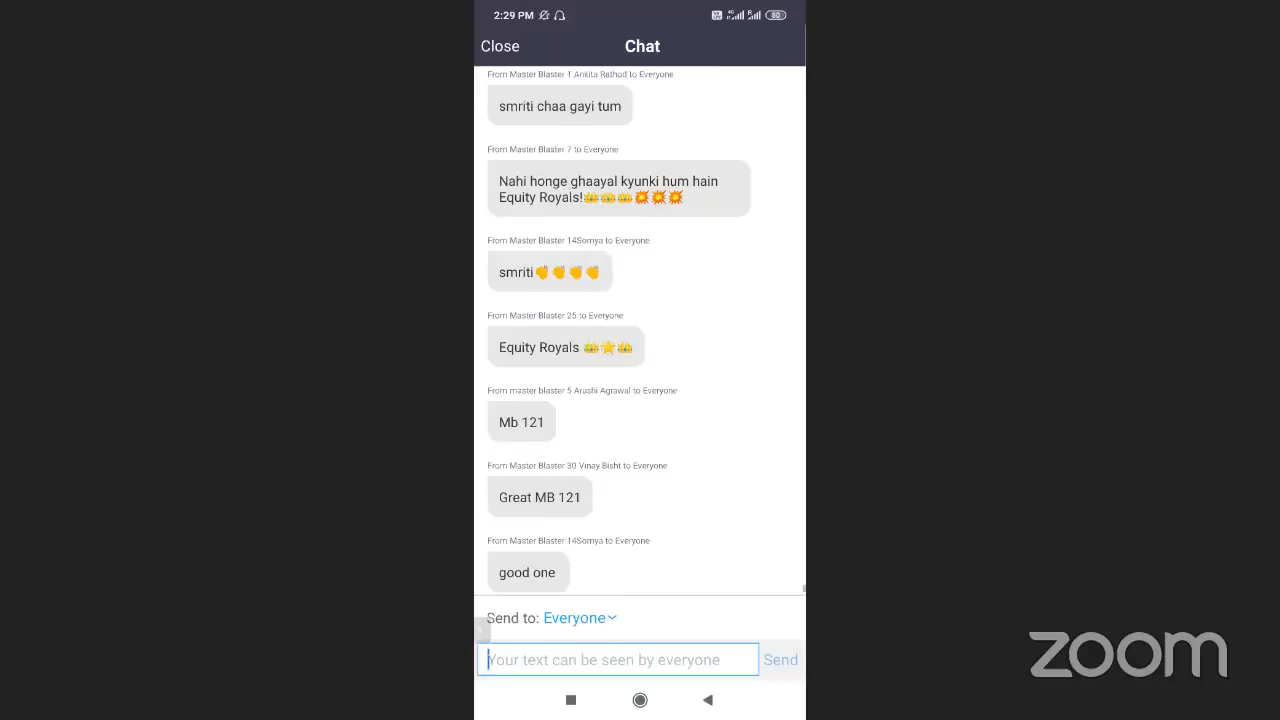 2:29 PM
80
Close
Chat
From Master Blaster 1 Ankita Rathod to Everyone
smriti chaa gayi tum
From Master Blaster 7 to Everyone
Nahi honge ghaayal kyunki hum hain
Equity Royals!👑👑👑💥💥💥
From Master Blaster 14Somya to Everyone
smriti👏👏👏👏
From Master Blaster 25 to Everyone
Equity Royals 👑⭐👑
From master blaster 5 Arushi Agrawal to Everyone
Mb 121
From Master Blaster 30 Vinay Bisht to Everyone
Great MB 121
From Master Blaster 14Somya to Everyone
good one
Send to: Everyone
Your text can be seen by everyone
Send
zoom